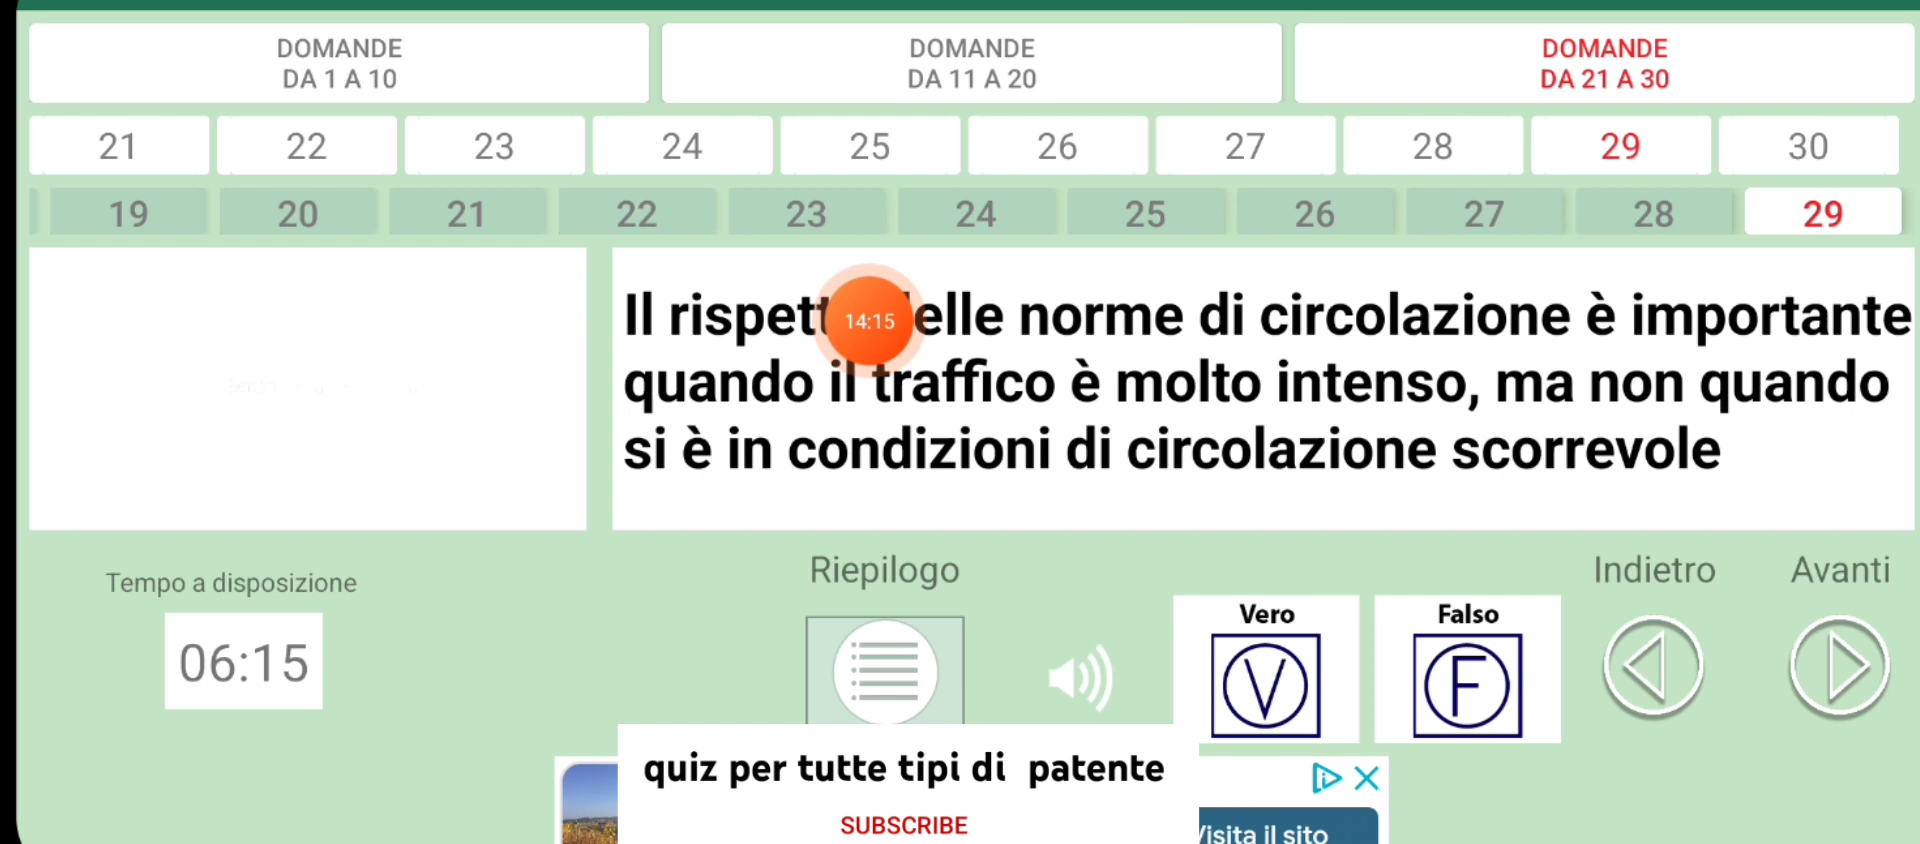 DOMANDE
DA 1 A 10
DOMANDE
DA 11 A 20
DOMANDE
DA 21 A 30
21 22 23 24 25 26 27 28 29 30
19 20 21 22 23 24 25 26 27 28 29
Il rispett elle norme di circolazione è importante
14:15
quando il traffico è molto intenso, ma non quando
si è in condizioni di circolazione scorrevole
Tempo a disposizione
06:15
Riepilogo
Vero
V
Falso
F
Indietro
Avanti
quiz per tutte tipi di patente
SUBSCRIBE
Visita il sito